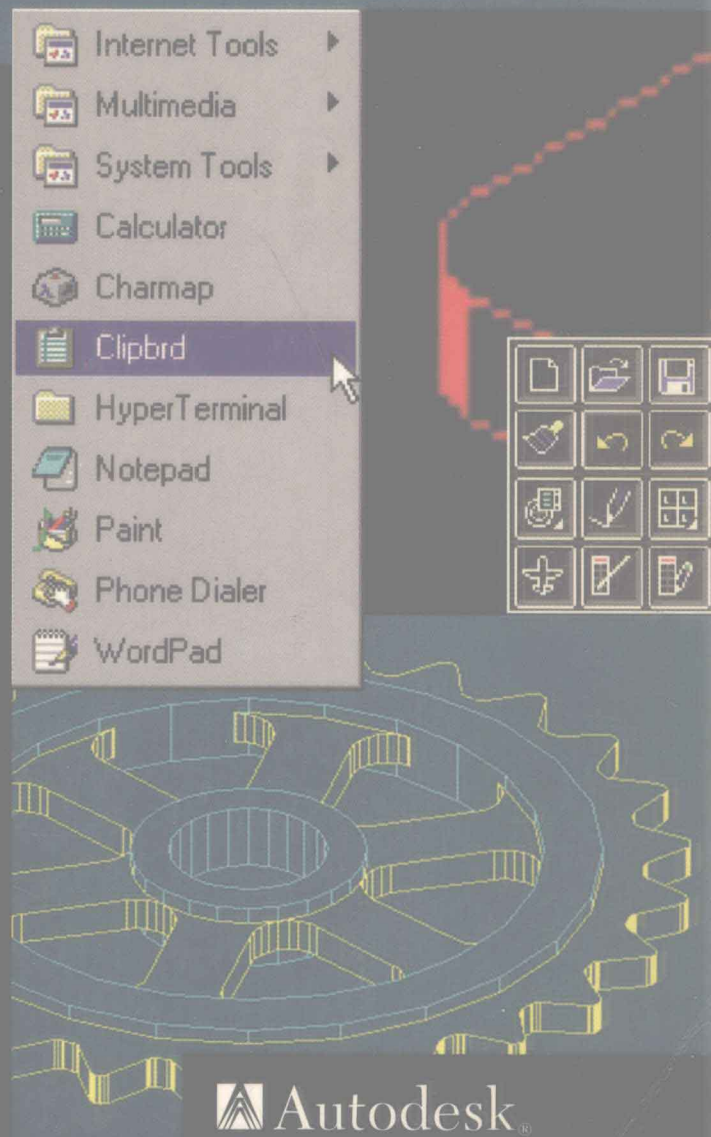 Internet Tools
Multimedia
System Tools
Calculator
Charmap
Clipbrd
HyperTerminal
Notepad
Paint
Phone Dialer
WordPad
Autodesk®